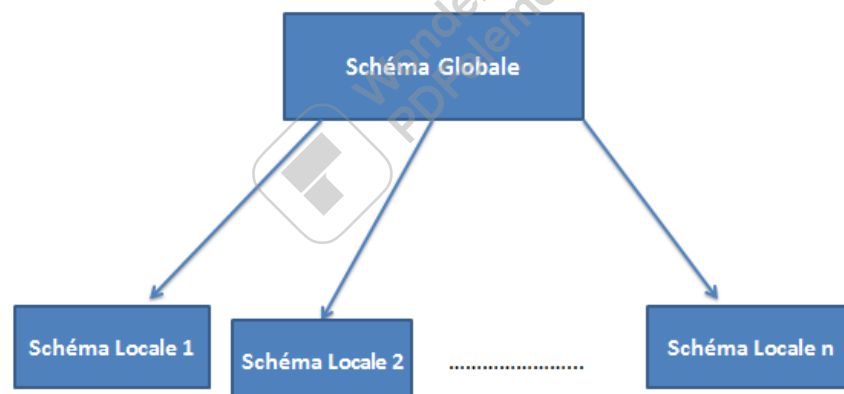 Schéma Globale
Schéma Locale 1
Schéma Locale 2
........................
Schéma Locale n